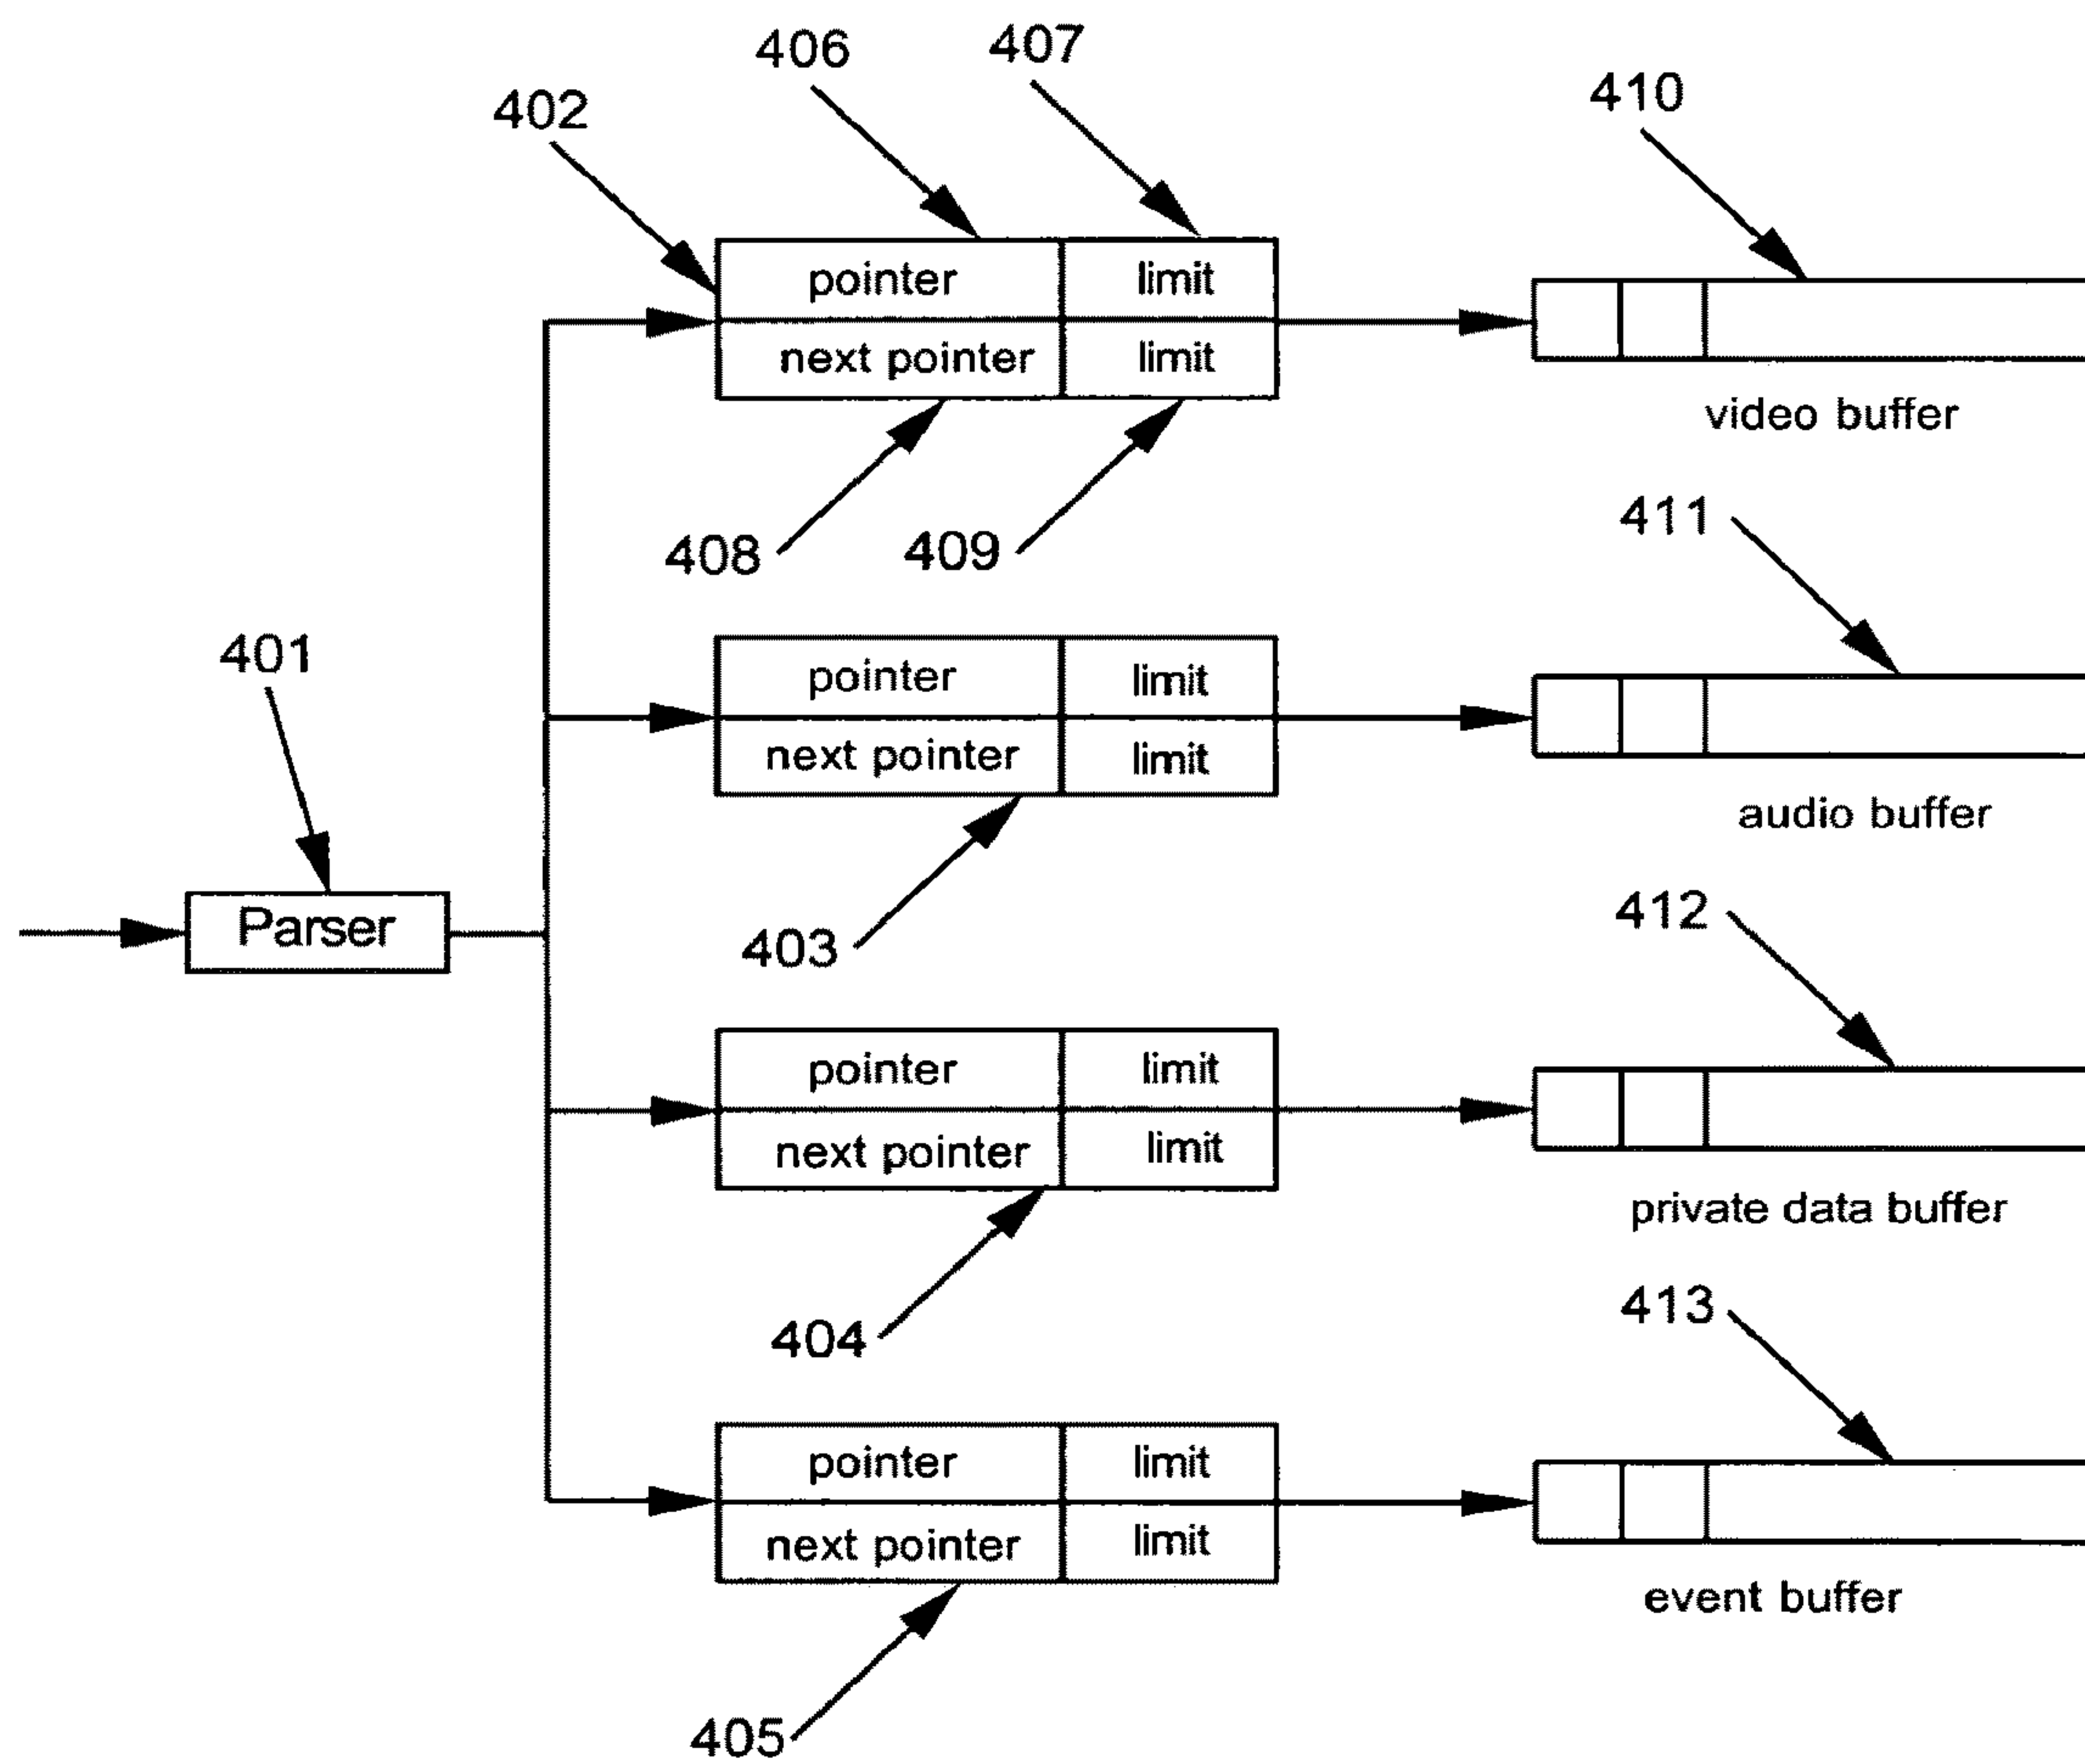 406
407
402
410
pointer
limit
next pointer
limit
video buffer
408
409
411
401
pointer
limit
next pointer
limit
audio buffer
403
412
Parser
pointer
limit
next pointer
limit
private data buffer
404
413
pointer
limit
next pointer
limit
event buffer
405